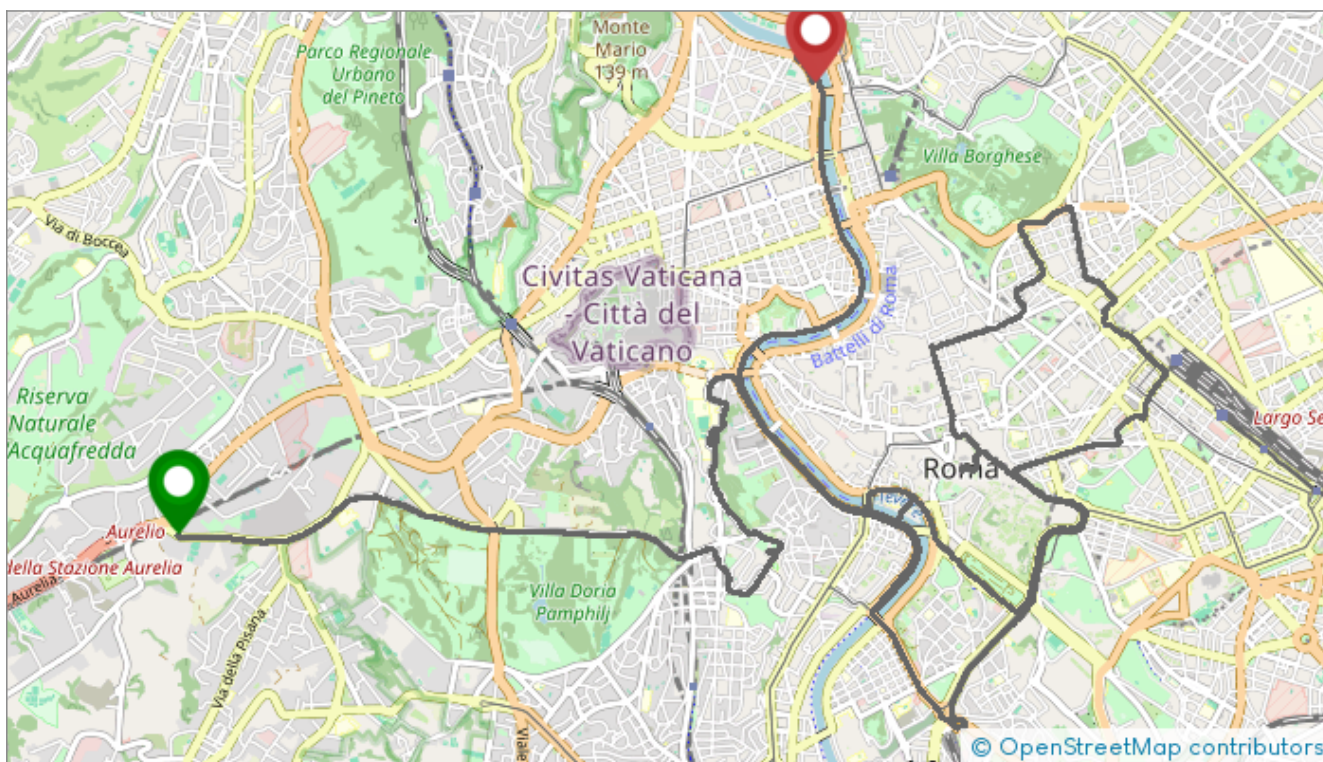 Monte
Mario
139 m
Parco Regionale
Urbano
del Pineto
Villa Borghese
Via di Boccea
Civitas Vaticana
- Città del
Vaticano
Battelli di Roma
Riserva
Naturale
'Acquafredda
Largo Se
Roma
Aurelio
della Stazione Aurelia
Aurelia
Villa Doria
Pamphilj
Via della Pisana
Viale
© OpenStreetMap contributors